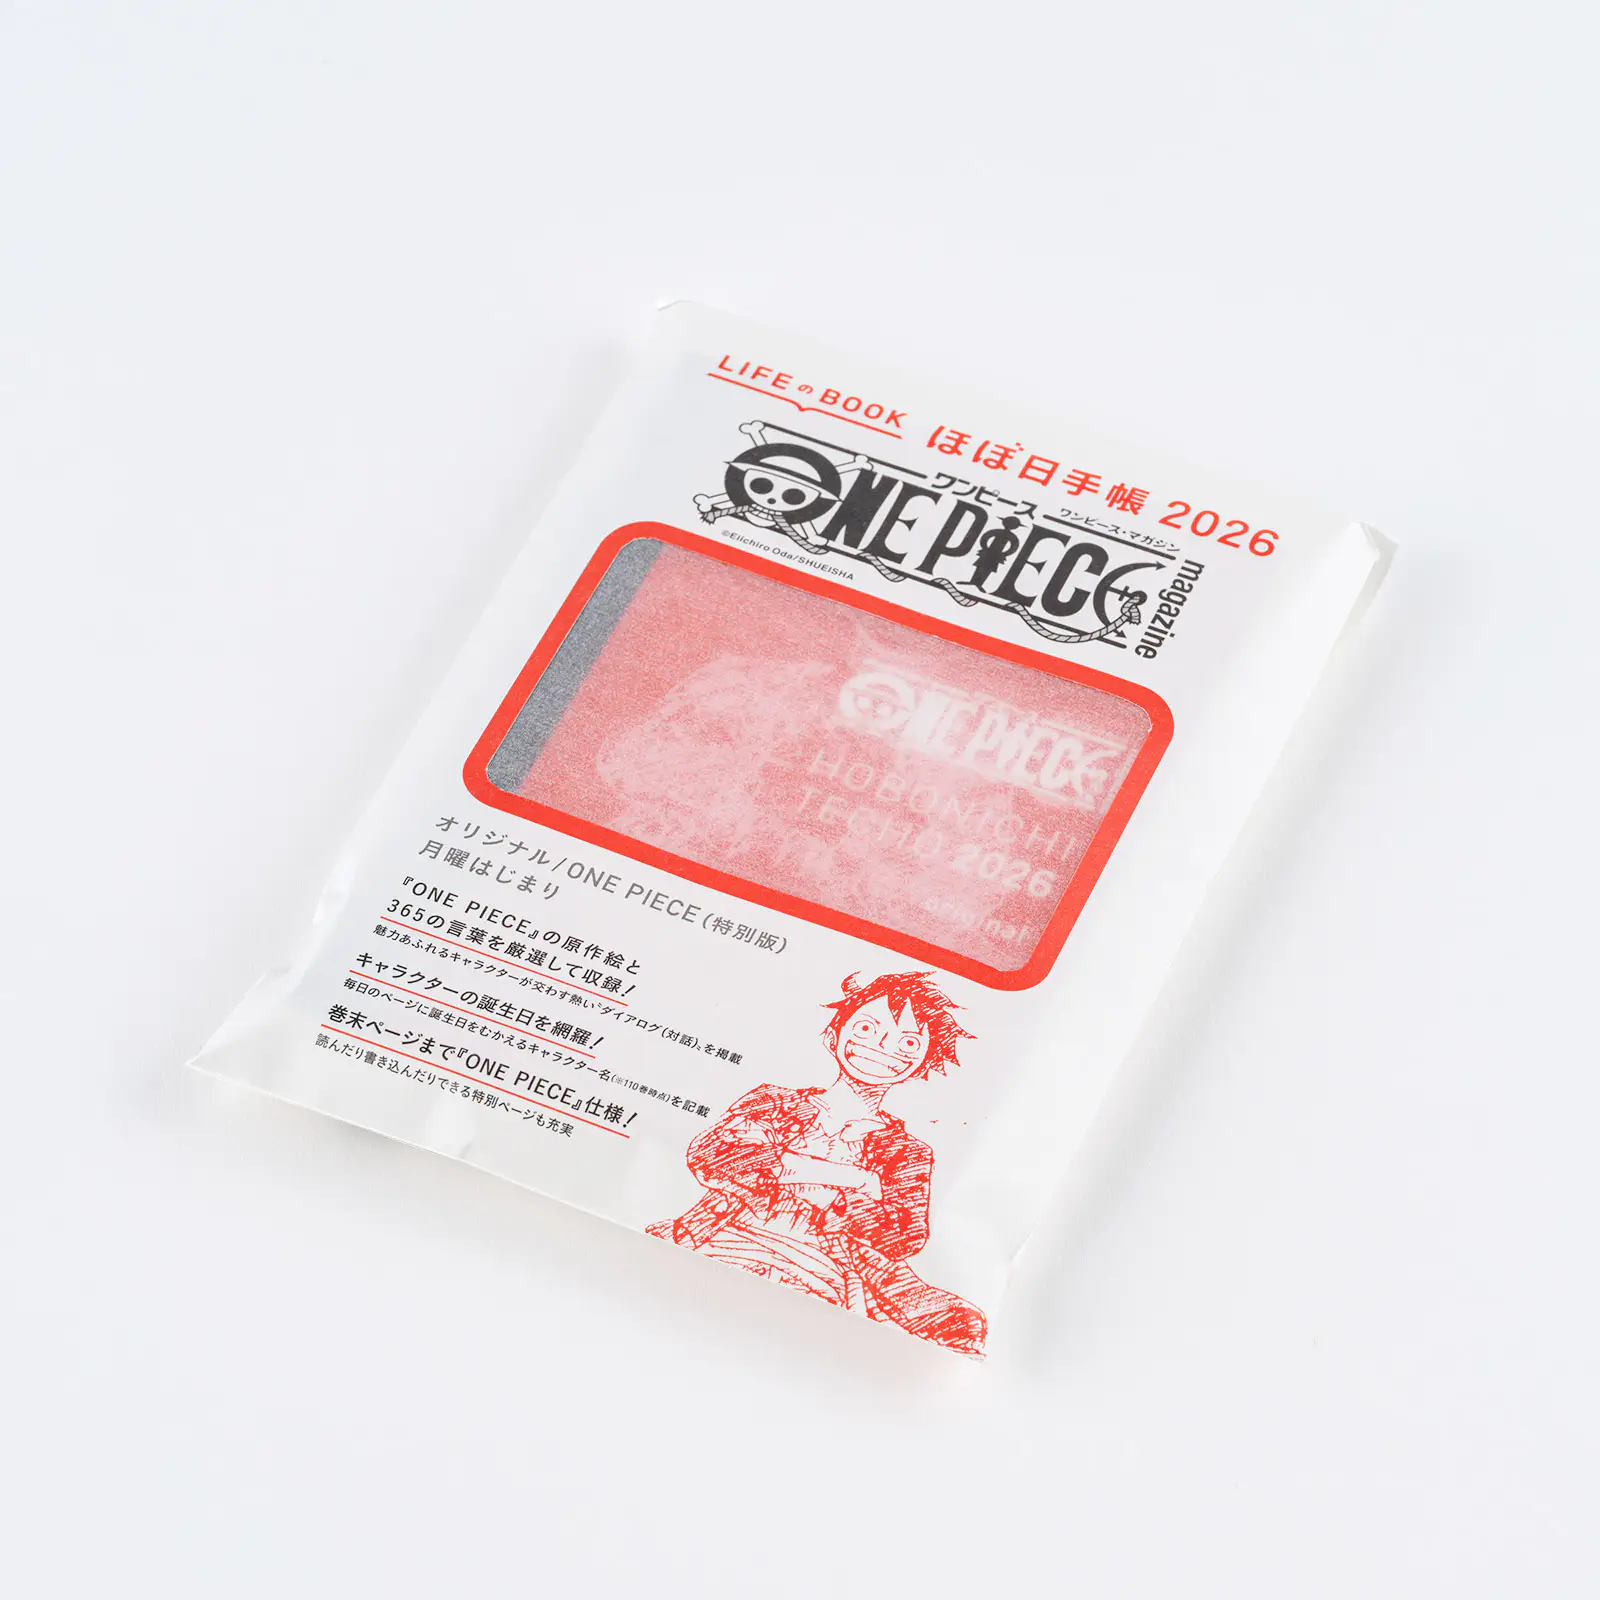 LIFEのBOOK ほぼ日手帳 2026
ワンピース
ONE PIECE
ワンピース・マガジン
magazine
©Eiichiro Oda/SHUEISHA
ONE PIECE
HOBONICHI
TECHO 2026
original
オリジナル/ONE PIECE(特別版)
月曜はじまり
『ONE PIECE』の原作絵と
365の言葉を厳選して収録!
魅力あふれるキャラクターが交わす熱い“ダイアログ(対話)”を掲載
キャラクターの誕生日を網羅!
毎日のページに誕生日をむかえるキャラクター名(※110巻時点)を記載
巻末ページまで『ONE PIECE』仕様!
読んだり書き込んだりできる特別ページも充実